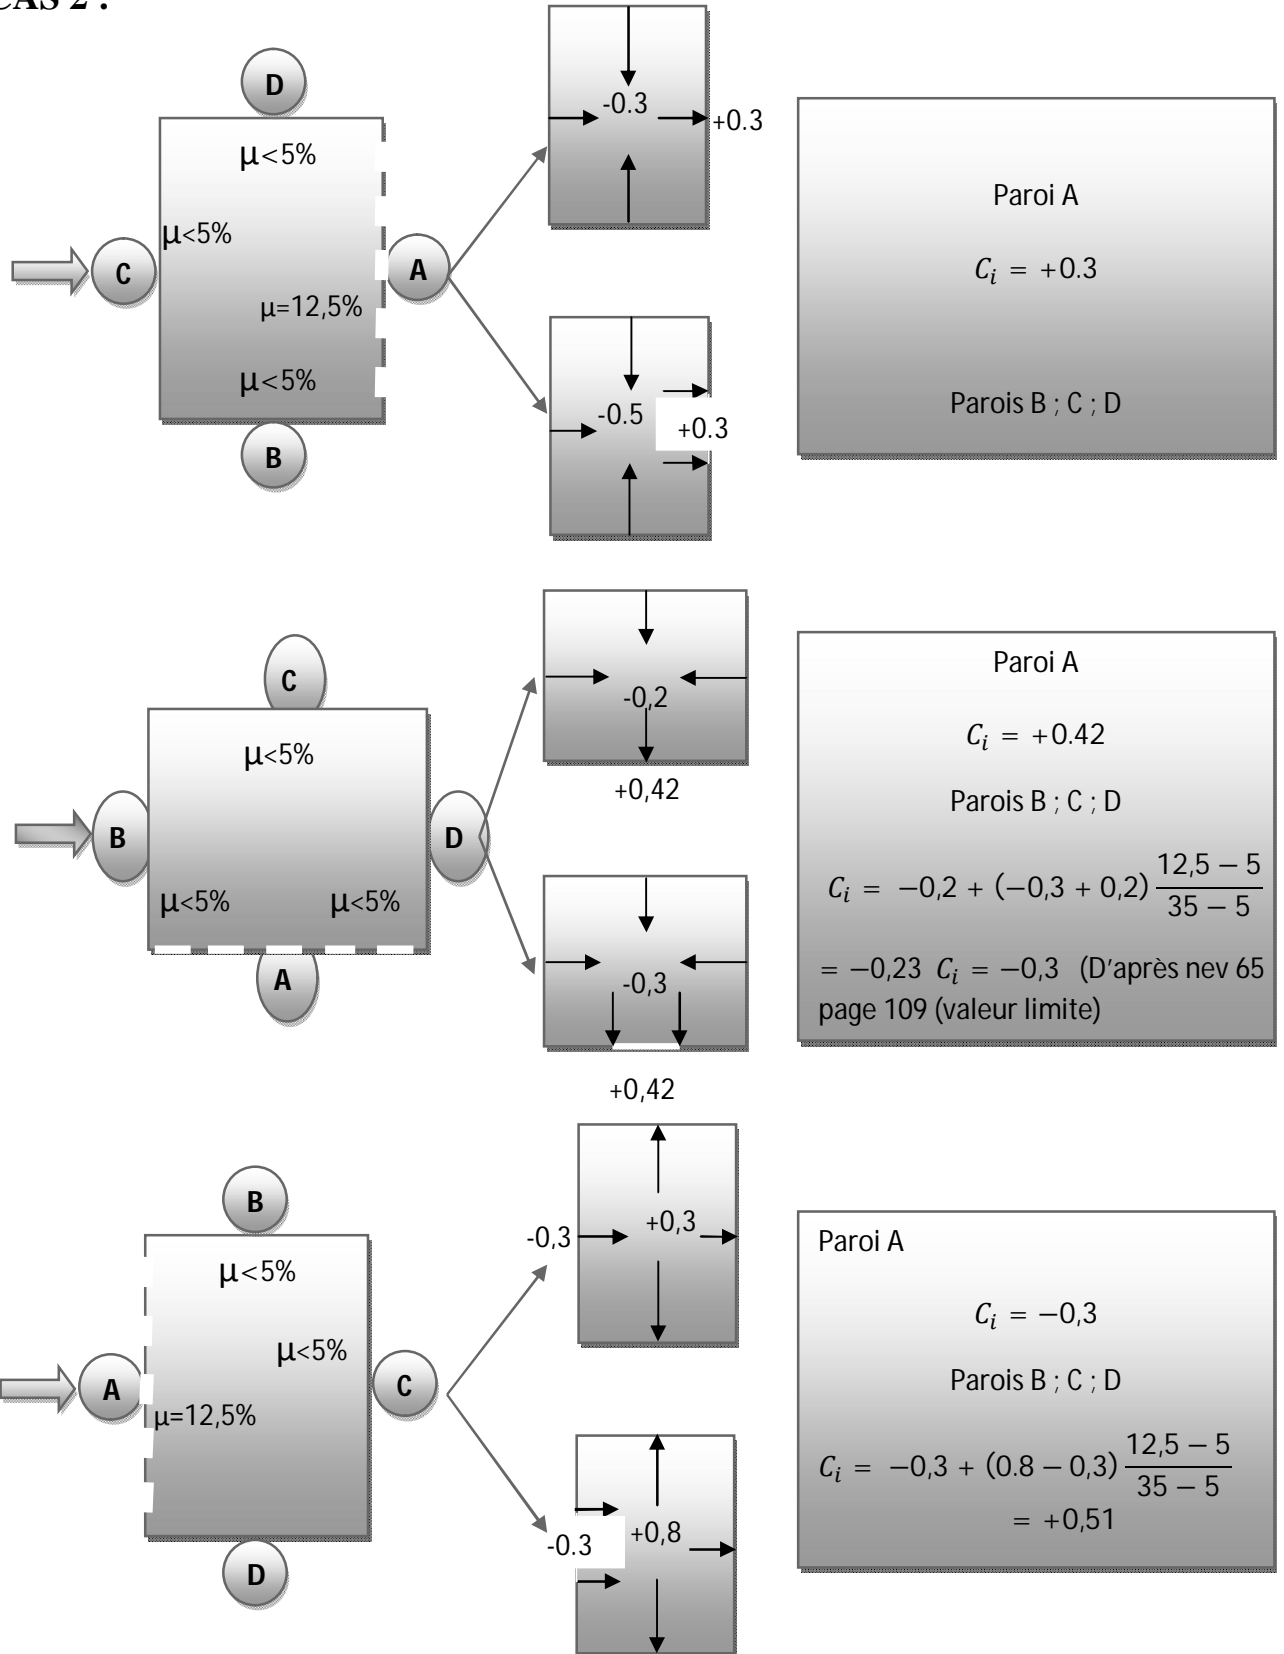 CAS 2 :
D
µ<5%
µ<5%
C
A
µ=12,5%
µ<5%
B
-0.3
+0.3
-0.5
+0.3
Paroi A
C_i = +0.3
Parois B ; C ; D
C
µ<5%
B
D
µ<5%
µ<5%
A
-0,2
+0,42
-0,3
+0,42
Paroi A
C_i = +0.42
Parois B ; C ; D
C_i = −0,2 + (−0,3 + 0,2) (12,5 − 5)/(35 − 5)
= −0,23 C_i = −0,3 (D’après nev 65
page 109 (valeur limite)
B
µ<5%
µ<5%
A
C
µ=12,5%
D
-0,3
+0,3
-0.3
+0,8
Paroi A
C_i = −0,3
Parois B ; C ; D
C_i = −0,3 + (0.8 − 0,3) (12,5 − 5)/(35 − 5)
= +0,51